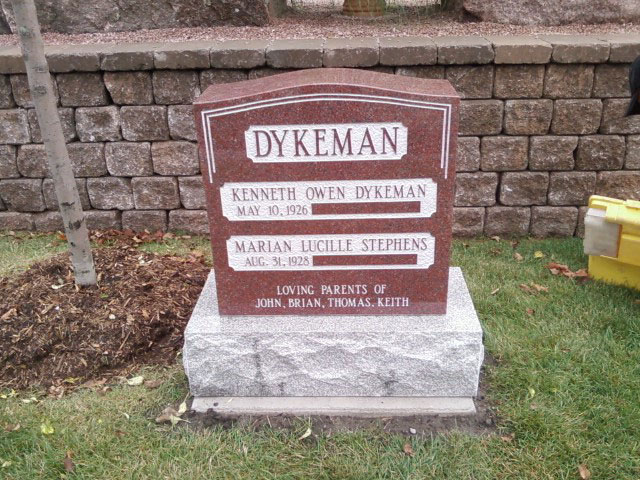 DYKEMAN
KENNETH OWEN DYKEMAN
MAY 10, 1926
MARIAN LUCILLE STEPHENS
AUG. 31, 1928
LOVING PARENTS OF
JOHN, BRIAN, THOMAS, KEITH